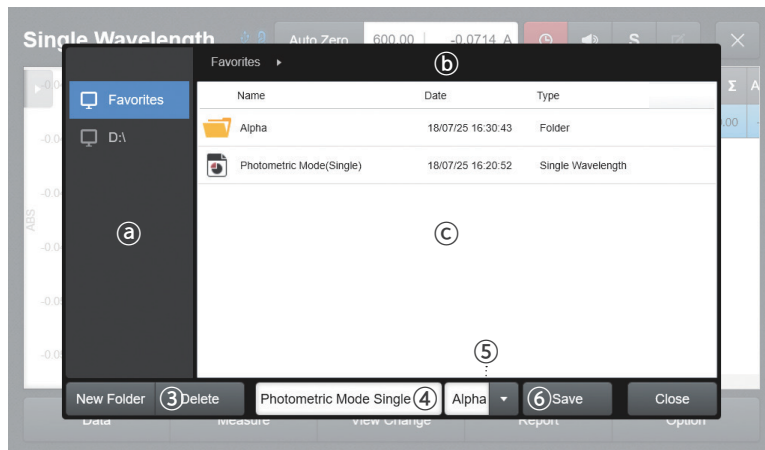 Single Wavelength Auto Zero 600.00 -0.0714 A S
Favorites ⓑ
Σ A
Favorites
Name Date Type
D:\
Alpha 18/07/25 16:30:43 Folder
Photometric Mode(Single) 18/07/25 16:20:52 Single Wavelength
-0.04
ABS
ⓐ
ⓒ
⑤
New Folder ③ Delete Photometric Mode Single ④ Alpha ⑥ Save Close
Data Measure View Change Report Option